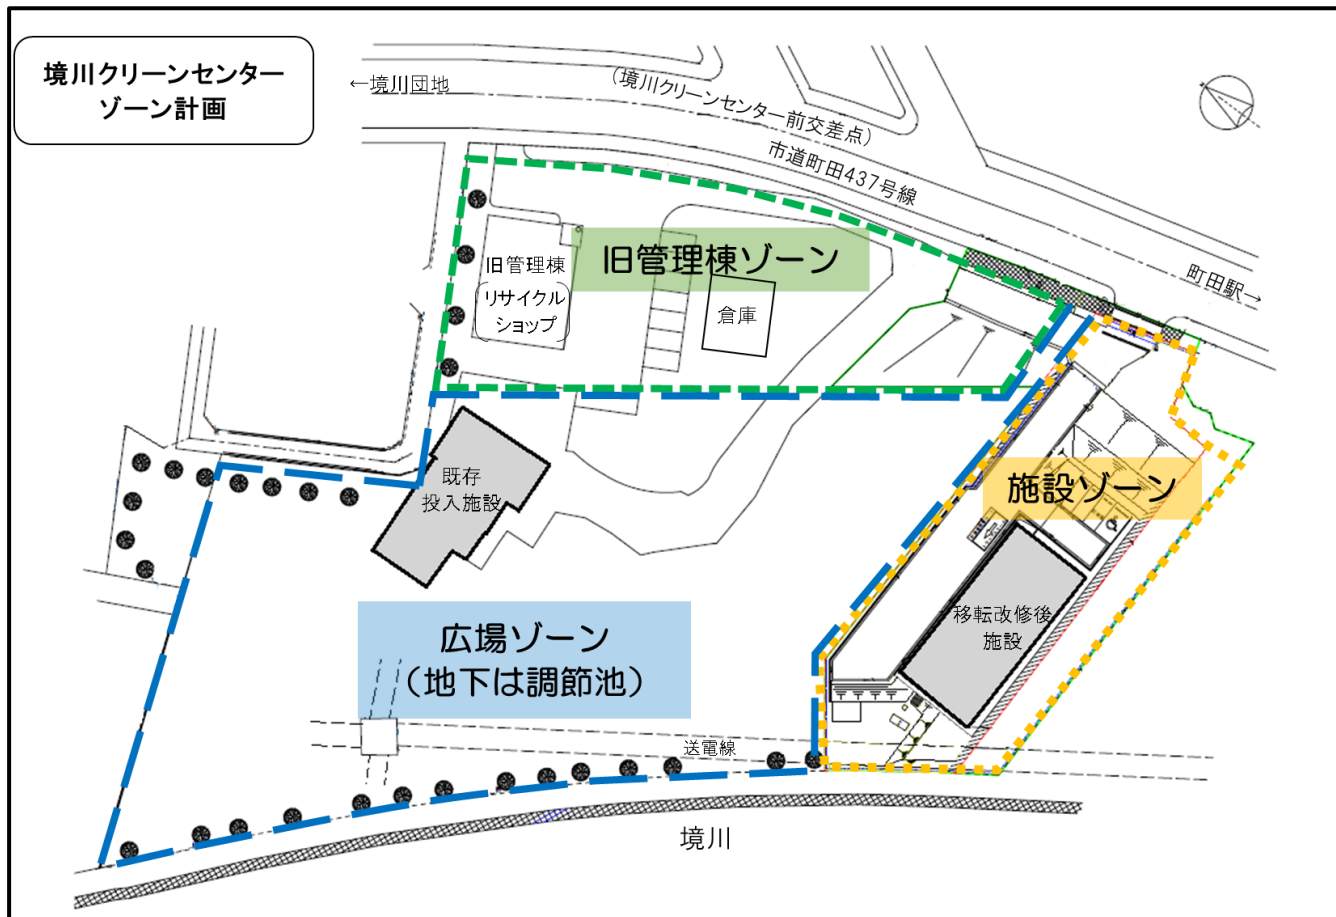 境川クリーンセンター
ゾーン計画
←境川団地
(境川クリーンセンター前交差点)
市道町田437号線
町田駅→
旧管理棟ゾーン
旧管理棟
リサイクル
ショップ
倉庫
既存
投入施設
施設ゾーン
移転改修後
施設
広場ゾーン
（地下は調節池）
送電線
境川